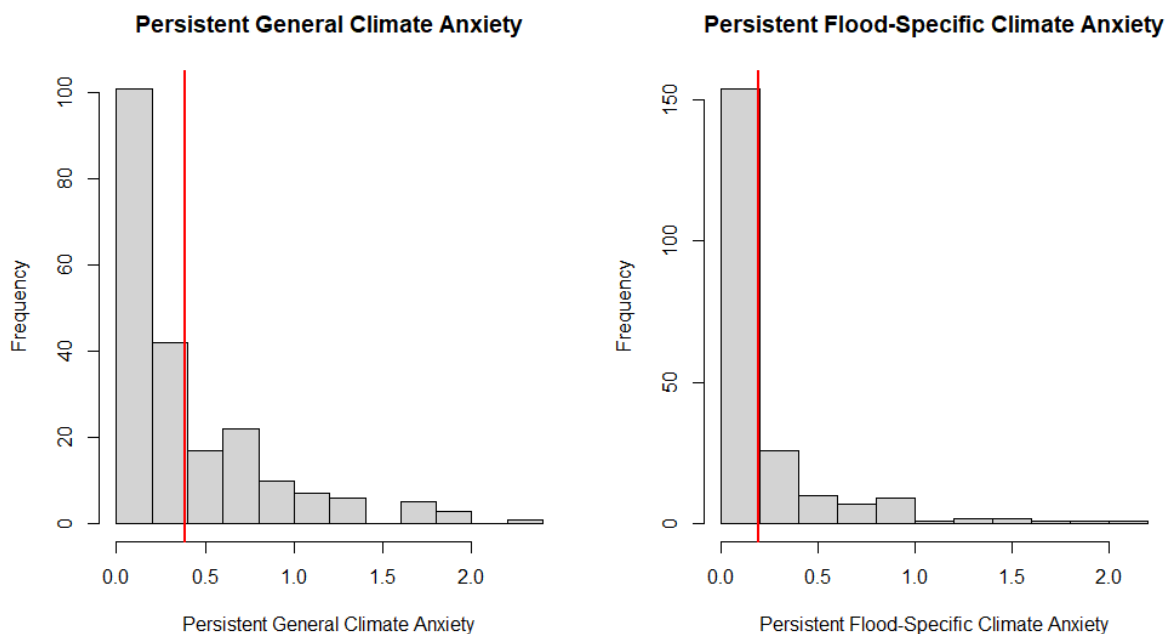 Persistent General Climate Anxiety
Frequency
100
80
60
40
20
0
0.0 0.5 1.0 1.5 2.0
Persistent General Climate Anxiety
Persistent Flood-Specific Climate Anxiety
Frequency
150
100
50
0
0.0 0.5 1.0 1.5 2.0
Persistent Flood-Specific Climate Anxiety